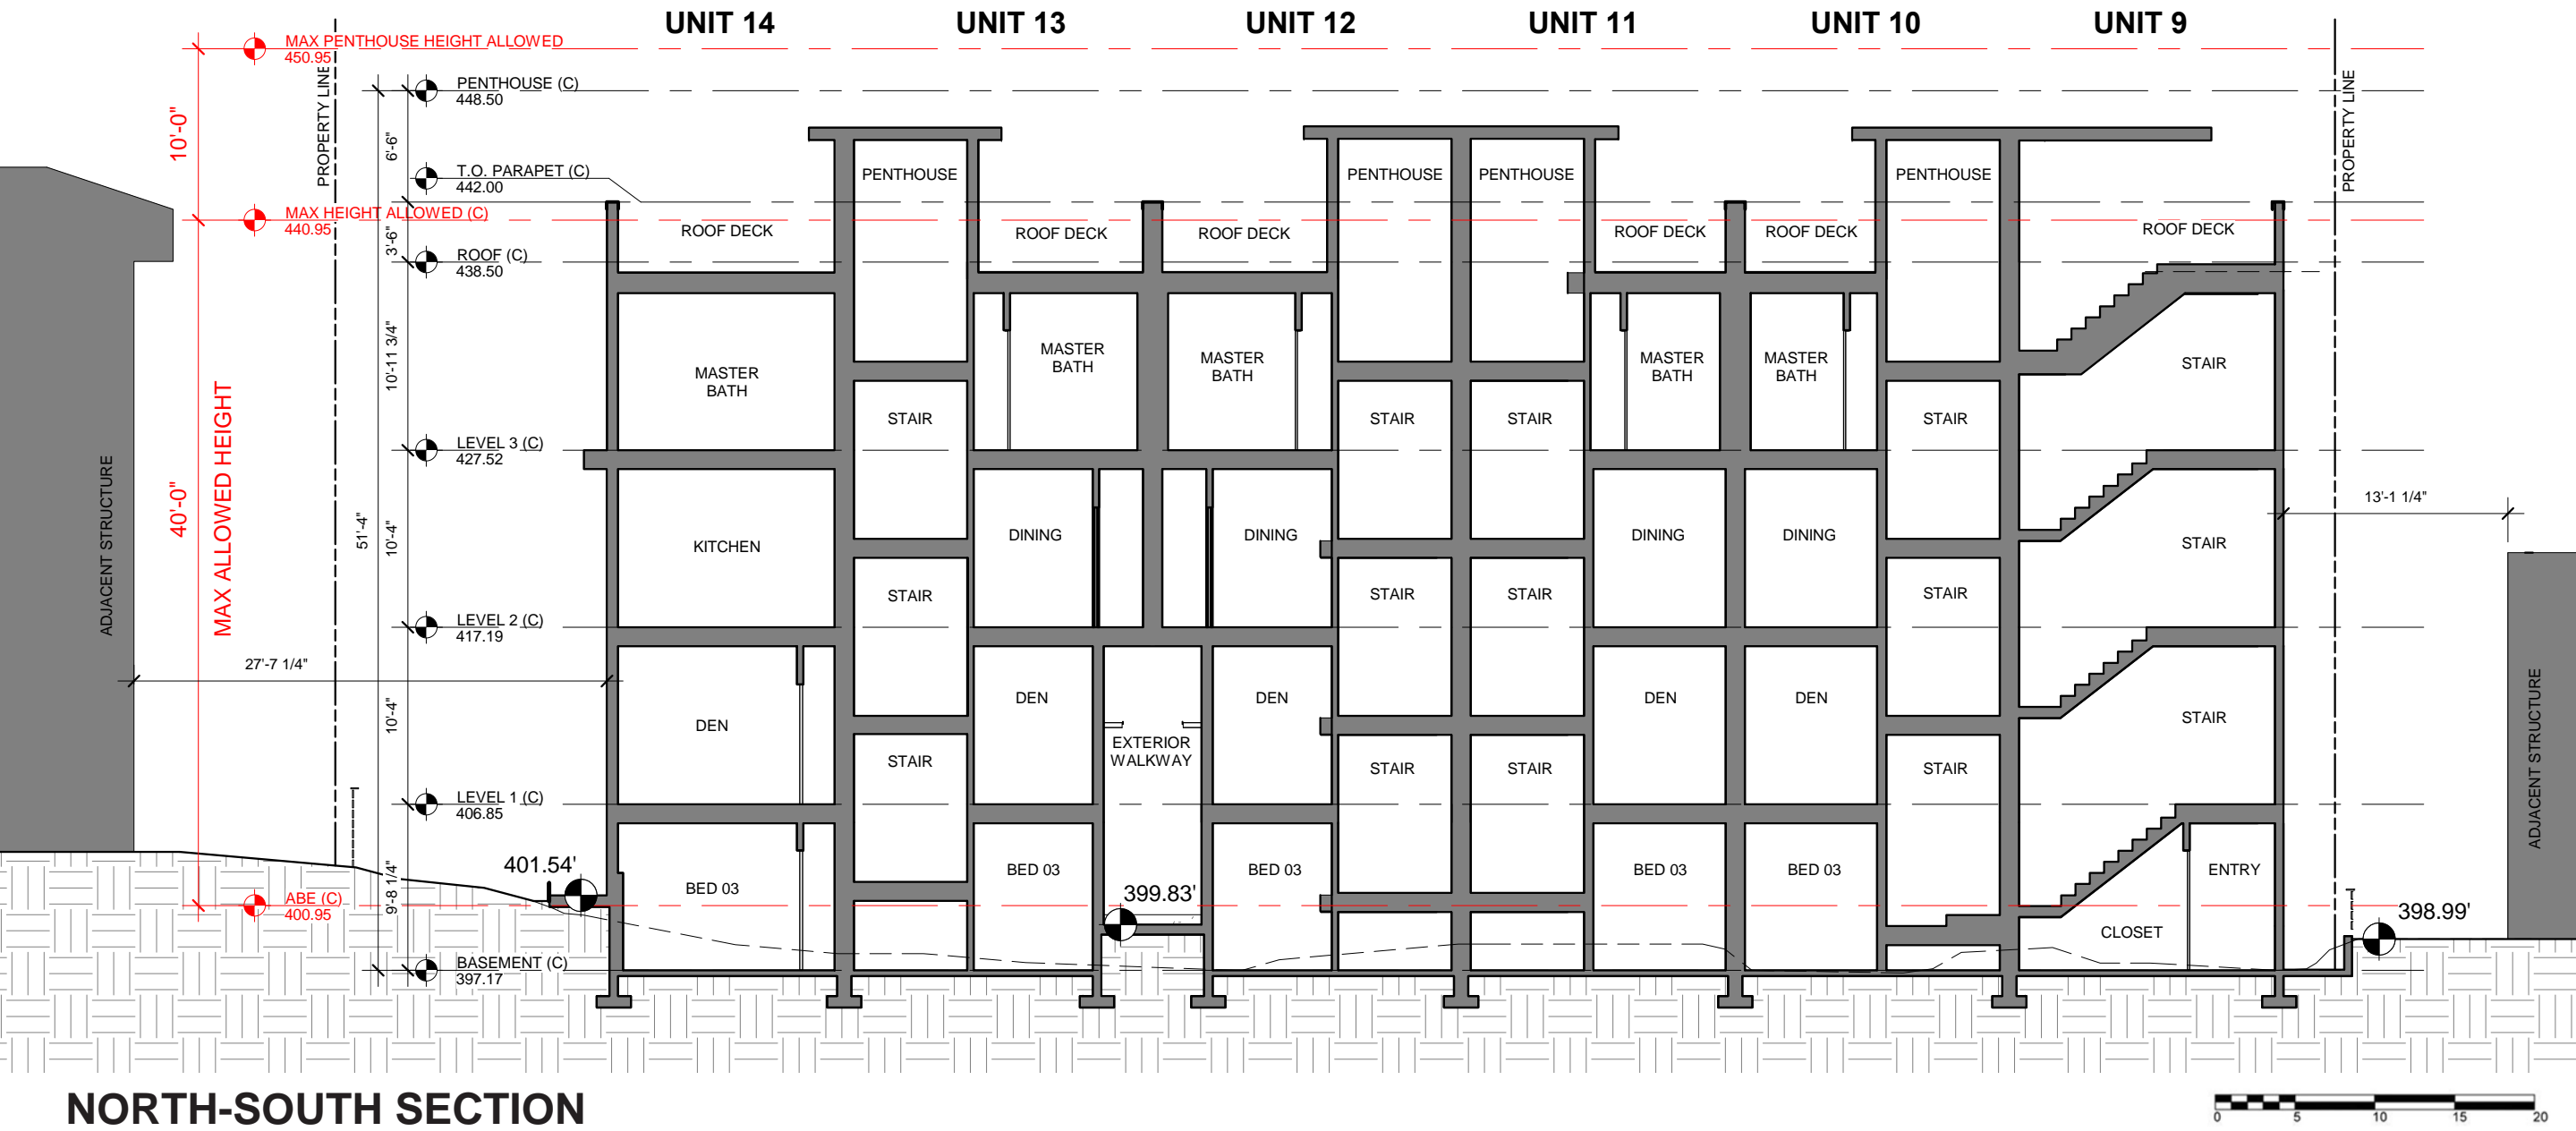 UNIT 14
UNIT 13
UNIT 12
UNIT 11
UNIT 10
UNIT 9
MAX PENTHOUSE HEIGHT ALLOWED
450.95
PENTHOUSE (C)
448.50
T.O. PARAPET (C)
442.00
MAX HEIGHT ALLOWED (C)
440.95
ROOF (C)
438.50
LEVEL 3 (C)
427.52
LEVEL 2 (C)
417.19
LEVEL 1 (C)
406.85
ABE (C)
400.95
BASEMENT (C)
397.17
10'-0"
40'-0"
MAX ALLOWED HEIGHT
PROPERTY LINE
PROPERTY LINE
ADJACENT STRUCTURE
ADJACENT STRUCTURE
51'-4"
6'-6"
3'-6"
10'-11 3/4"
10'-4"
10'-4"
9'-8 1/4"
27'-7 1/4"
13'-1 1/4"
401.54'
399.83'
398.99'
PENTHOUSE
PENTHOUSE
PENTHOUSE
PENTHOUSE
ROOF DECK
ROOF DECK
ROOF DECK
ROOF DECK
ROOF DECK
ROOF DECK
MASTER
BATH
MASTER
BATH
MASTER
BATH
MASTER
BATH
MASTER
BATH
STAIR
STAIR
STAIR
STAIR
STAIR
KITCHEN
DINING
DINING
DINING
DINING
STAIR
STAIR
STAIR
STAIR
STAIR
DEN
DEN
DEN
DEN
DEN
STAIR
EXTERIOR
WALKWAY
STAIR
STAIR
STAIR
STAIR
BED 03
BED 03
BED 03
BED 03
BED 03
ENTRY
CLOSET
NORTH-SOUTH SECTION
0 5 10 15 20